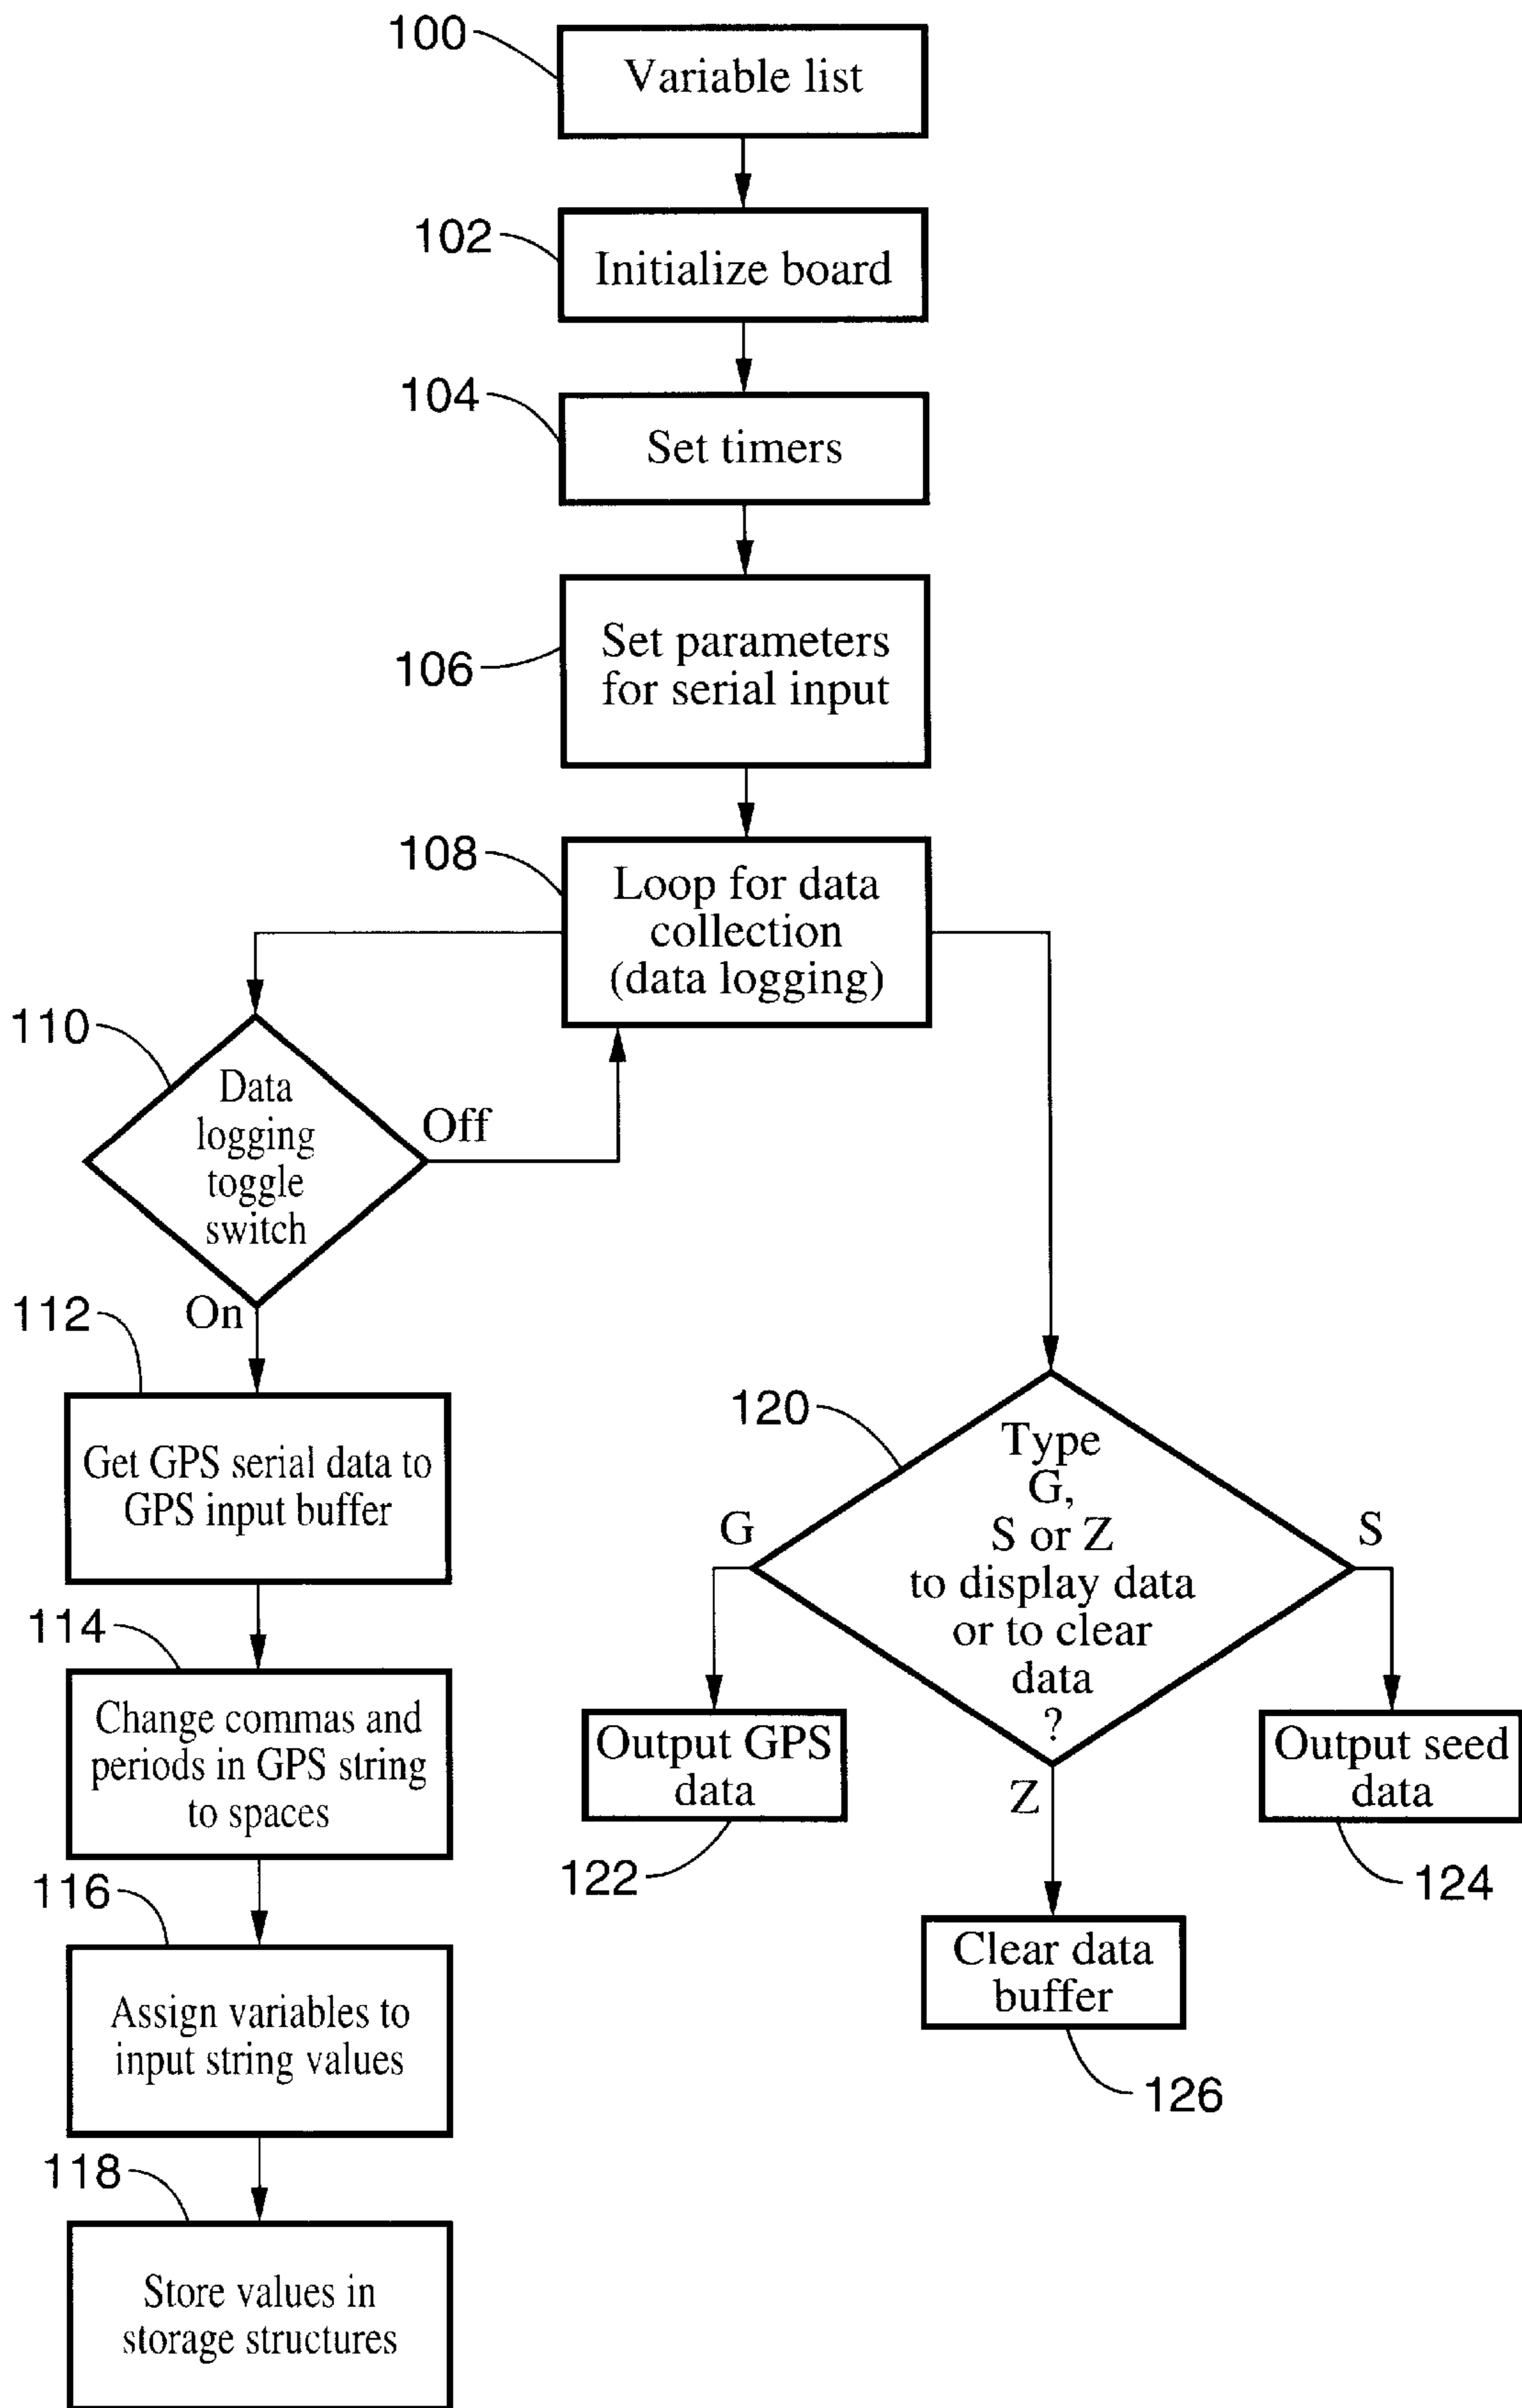 100
Variable list
102
Initialize board
104
Set timers
106
Set parameters
for serial input
108
Loop for data
collection
(data logging)
110
Data
logging
toggle
switch
Off
On
112
Get GPS serial data to
GPS input buffer
114
Change commas and
periods in GPS string
to spaces
116
Assign variables to
input string values
118
Store values in
storage structures
120
Type
G,
S or Z
to display data
or to clear
data
?
G
S
Z
Output GPS
data
122
Output seed
data
124
Clear data
buffer
126